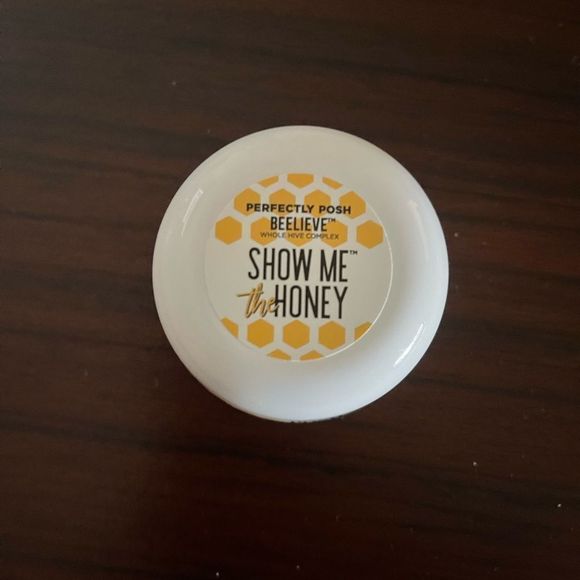 PERFECTLY POSH
BEELIEVE™
WHOLE HIVE COMPLEX
SHOW ME™
the HONEY